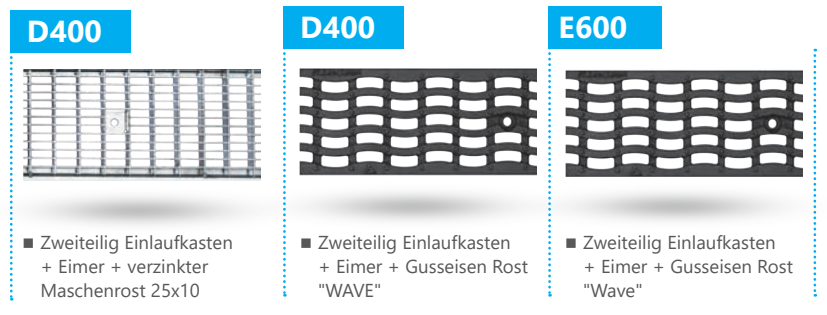 D400
Zweiteilig Einlaufkasten
+ Eimer + verzinkter
Maschenrost 25x10
D400
Zweiteilig Einlaufkasten
+ Eimer + Gusseisen Rost
"WAVE"
E600
Zweiteilig Einlaufkasten
+ Eimer + Gusseisen Rost
"Wave"